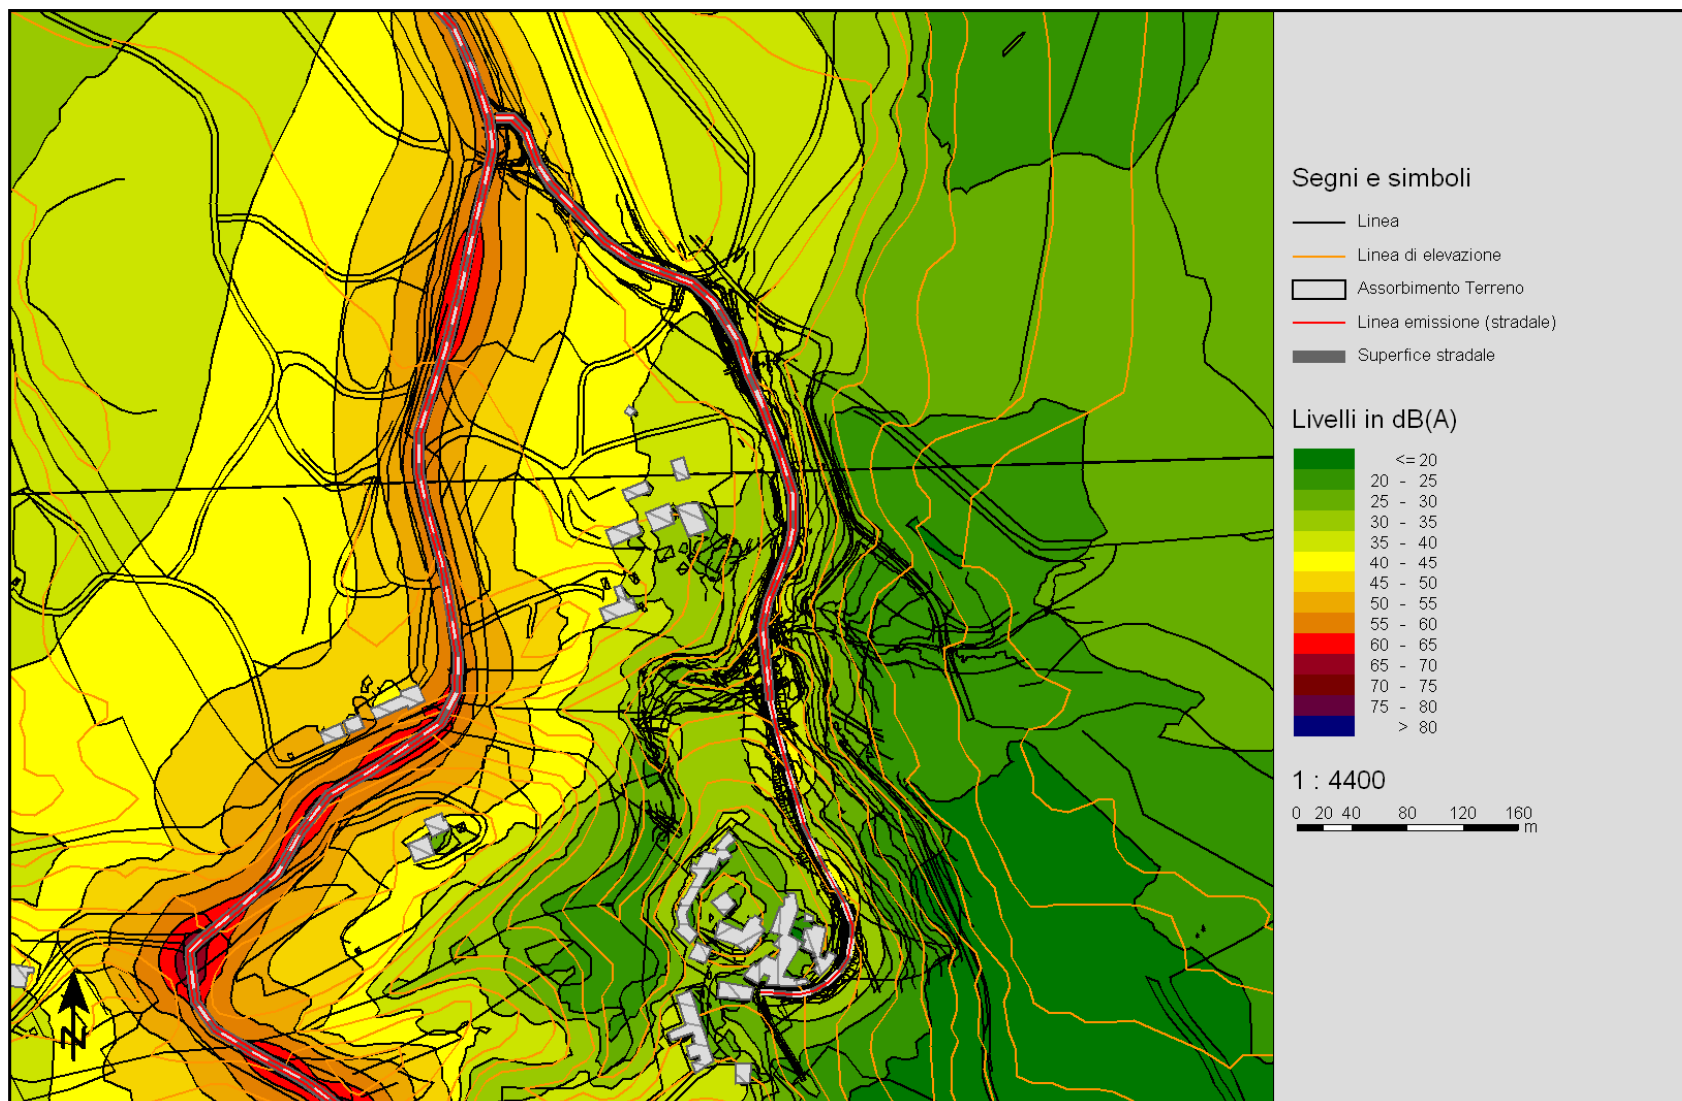 Segni e simboli
Linea
Linea di elevazione
Assorbimento Terreno
Linea emissione (stradale)
Superfice stradale
Livelli in dB(A)
<= 20
20 - 25
25 - 30
30 - 35
35 - 40
40 - 45
45 - 50
50 - 55
55 - 60
60 - 65
65 - 70
70 - 75
75 - 80
> 80
1 : 4400
0 20 40 80 120 160
m
N